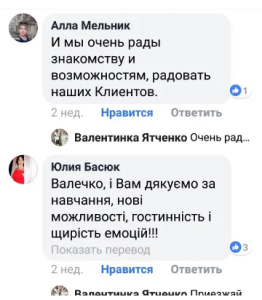 Алла Мельник
И мы очень рады
знакомству и
возможностям, радовать
наших Клиентов.
1
2 нед. Нравится Ответить
Валентинка Ятченко Очень рад...
Юлия Басюк
Валечко, і Вам дякуємо за
навчання, нові
можливості, гостинність і
щирість емоцій!!!
Показать перевод
3
2 нед. Нравится Ответить
Валентинка Ятченко Приезжай